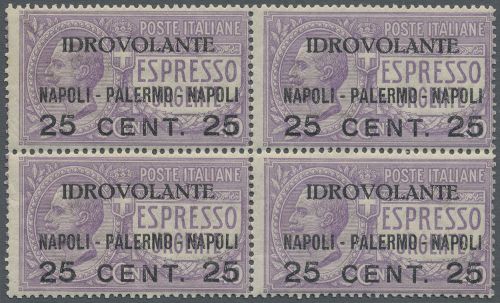 POSTE ITALIANE POSTE ITALIANE
IDROVOLANTE IDROVOLANTE
ESPRESSO ESPRESSO
NAPOLI - PALERMO - NAPOLI NAPOLI - PALERMO - NAPOLI
25 CENT. 25 25 CENT. 25
POSTE ITALIANE POSTE ITALIANE
IDROVOLANTE IDROVOLANTE
ESPRESSO ESPRESSO
NAPOLI - PALERMO - NAPOLI NAPOLI - PALERMO - NAPOLI
25 CENT. 25 25 CENT. 25